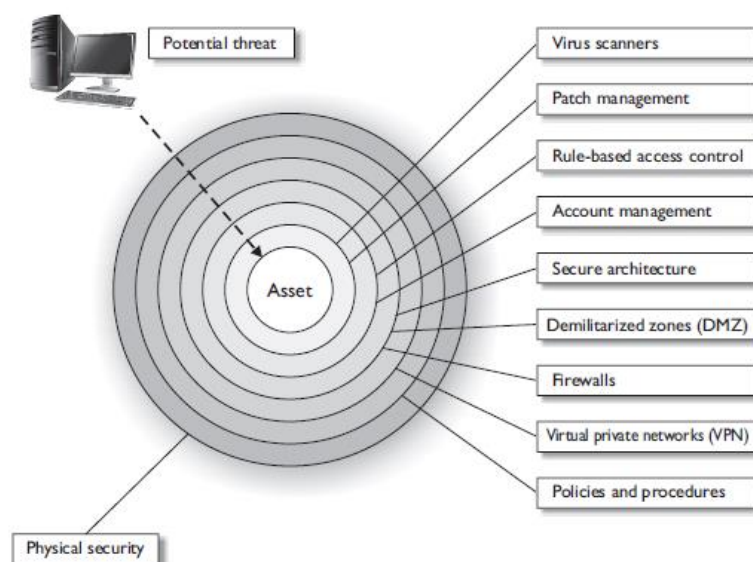 Potential threat
Virus scanners
Patch management
Rule-based access control
Account management
Asset
Secure architecture
Demilitarized zones (DMZ)
Firewalls
Virtual private networks (VPN)
Policies and procedures
Physical security